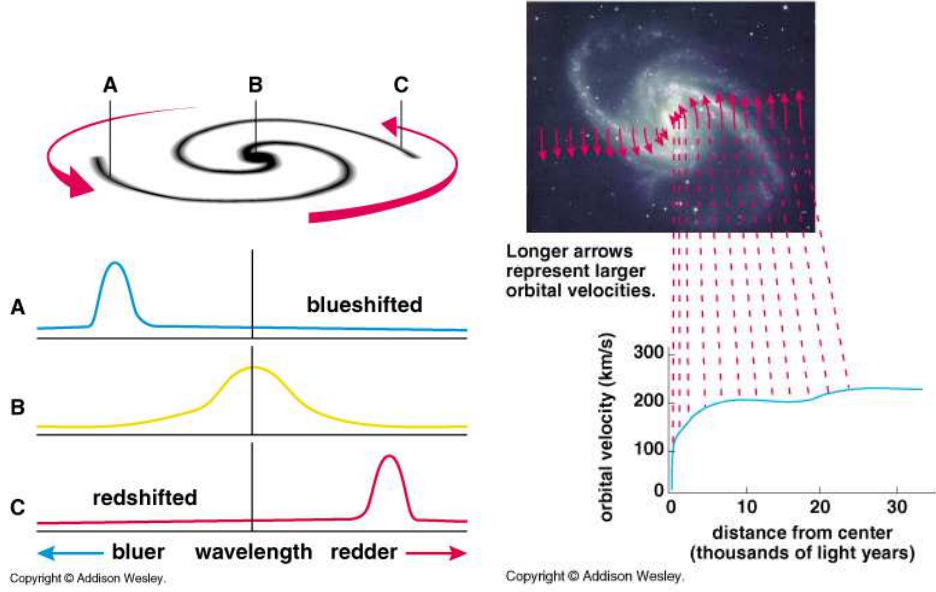 A
B
C
A
blueshifted
B
C
redshifted
bluer
wavelength
redder
Copyright © Addison Wesley.
Longer arrows
represent larger
orbital velocities.
orbital velocity (km/s)
300
200
100
0
0
10
20
30
distance from center
(thousands of light years)
Copyright © Addison Wesley.